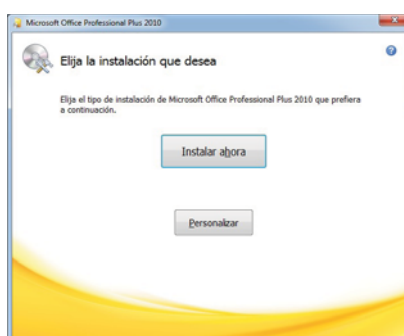 Microsoft Office Professional Plus 2010
Elija la instalación que desea
Elija el tipo de instalación de Microsoft Office Professional Plus 2010 que prefiera
a continuación.
Instalar ahora
Personalizar